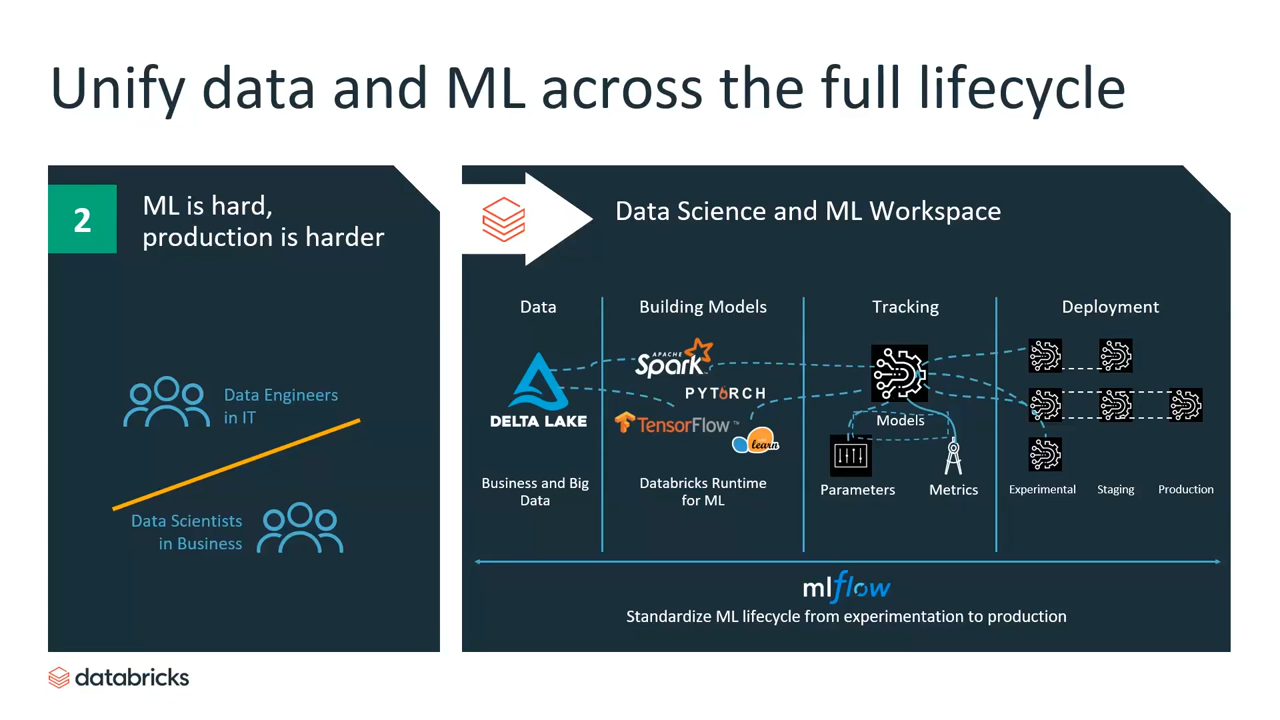 Unify data and ML across the full lifecycle
2
ML is hard,
production is harder
Data Engineers
in IT
Data Scientists
in Business
Data Science and ML Workspace
Data
DELTA LAKE
Business and Big
Data
Building Models
APACHE
Spark
PYTORCH
TensorFlow
learn
Databricks Runtime
for ML
Tracking
Models
Parameters
Metrics
Deployment
Experimental
Staging
Production
mlflow
Standardize ML lifecycle from experimentation to production
databricks